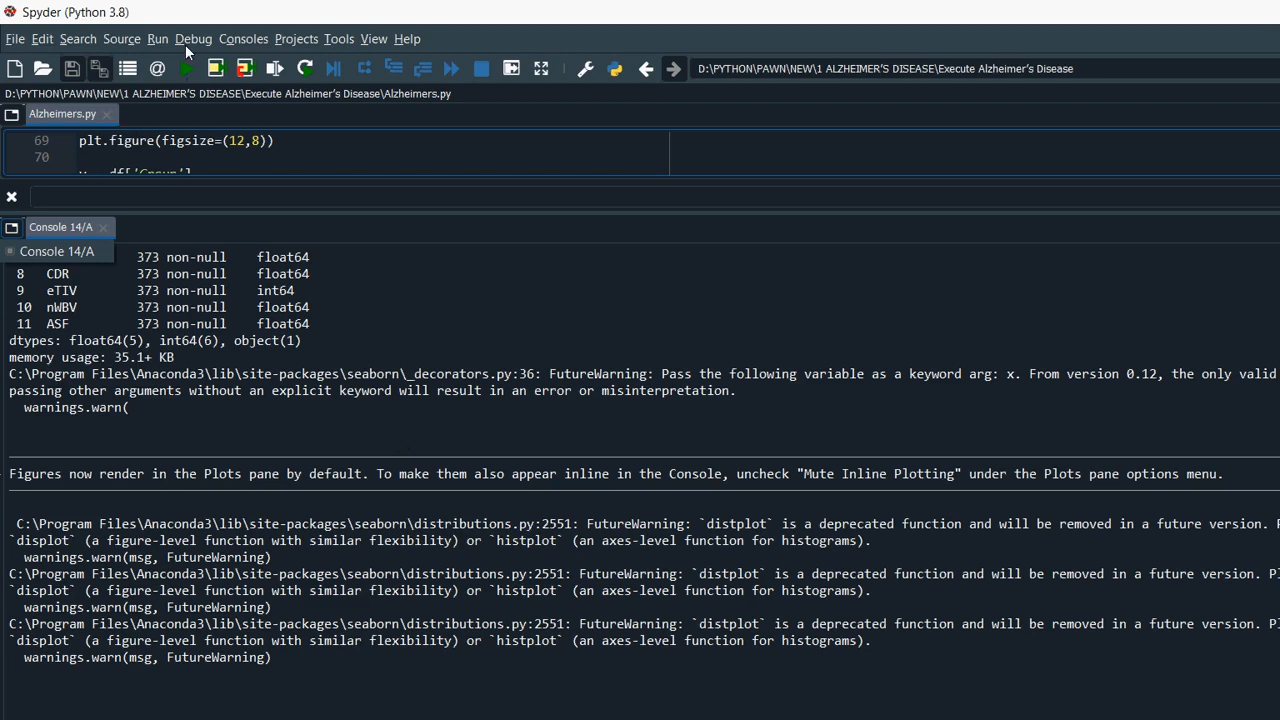 Spyder (Python 3.8)
File Edit Search Source Run Debug Consoles Projects Tools View Help
D:\PYTHON\PAWN\NEW\1 ALZHEIMER'S DISEASE\Execute Alzheimer's Disease
D:\PYTHON\PAWN\NEW\1 ALZHEIMER'S DISEASE\Execute Alzheimer's Disease\Alzheimers.py
Alzheimers.py
69 plt.figure(figsize=(12,8))
70
Console 14/A
Console 14/A
373 non-null float64
8 CDR 373 non-null float64
9 eTIV 373 non-null int64
10 nWBV 373 non-null float64
11 ASF 373 non-null float64
dtypes: float64(5), int64(6), object(1)
memory usage: 35.1+ KB
C:\Program Files\Anaconda3\lib\site-packages\seaborn\_decorators.py:36: FutureWarning: Pass the following variable as a keyword arg: x. From version 0.12, the only valid
passing other arguments without an explicit keyword will result in an error or misinterpretation.
warnings.warn(
Figures now render in the Plots pane by default. To make them also appear inline in the Console, uncheck "Mute Inline Plotting" under the Plots pane options menu.
C:\Program Files\Anaconda3\lib\site-packages\seaborn\distributions.py:2551: FutureWarning: `distplot` is a deprecated function and will be removed in a future version.
`displot` (a figure-level function with similar flexibility) or `histplot` (an axes-level function for histograms).
warnings.warn(msg, FutureWarning)
C:\Program Files\Anaconda3\lib\site-packages\seaborn\distributions.py:2551: FutureWarning: `distplot` is a deprecated function and will be removed in a future version.
`displot` (a figure-level function with similar flexibility) or `histplot` (an axes-level function for histograms).
warnings.warn(msg, FutureWarning)
C:\Program Files\Anaconda3\lib\site-packages\seaborn\distributions.py:2551: FutureWarning: `distplot` is a deprecated function and will be removed in a future version.
`displot` (a figure-level function with similar flexibility) or `histplot` (an axes-level function for histograms).
warnings.warn(msg, FutureWarning)